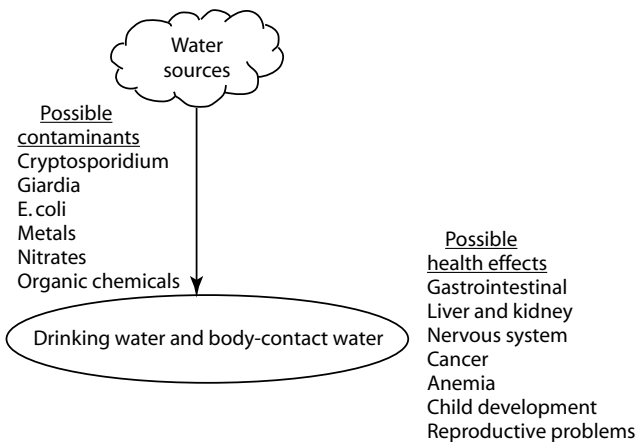 Water
sources
Possible
contaminants
Cryptosporidium
Giardia
E. coli
Metals
Nitrates
Organic chemicals
Drinking water and body-contact water
Possible
health effects
Gastrointestinal
Liver and kidney
Nervous system
Cancer
Anemia
Child development
Reproductive problems